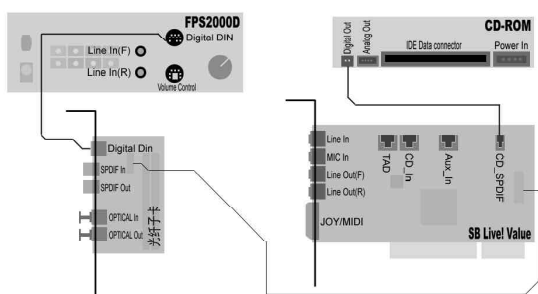 FPS2000D
Digital DIN
Line In(F)
Line In(R)
Volume Control
CD-ROM
Digital Out
Analog Out
IDE Data connector
Power In
Digital Din
SPDIF In
SPDIF Out
OPTICAL In
OPTICAL Out
光纤子卡
Line In
MIC In
Line Out(F)
Line Out(R)
JOY/MIDI
TAD
CD_In
Aux_In
CD_SPDIF
SB Live! Value